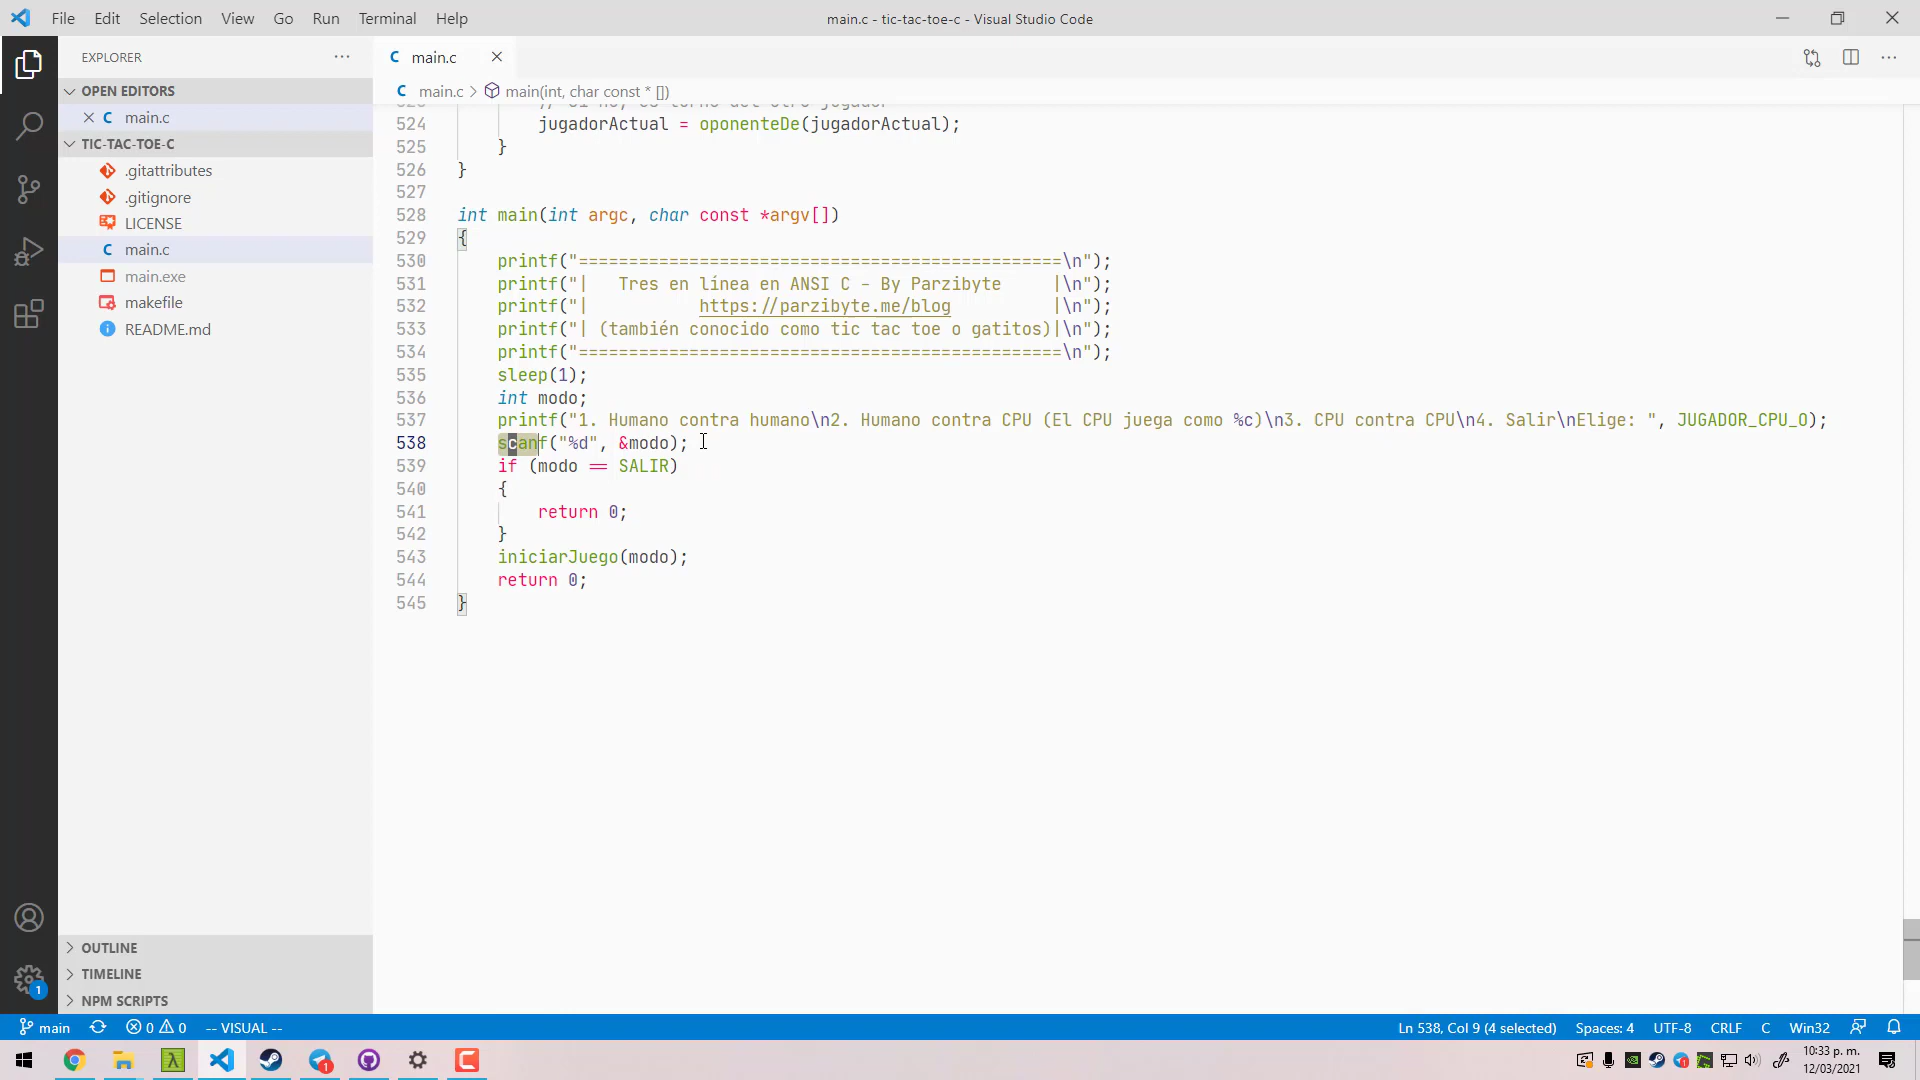 File Edit Selection View Go Run Terminal Help
main.c - tic-tac-toe-c - Visual Studio Code
EXPLORER
OPEN EDITORS
main.c
TIC-TAC-TOE-C
.gitattributes
.gitignore
LICENSE
main.c
main.exe
makefile
README.md
OUTLINE
TIMELINE
NPM SCRIPTS
1
main.c
main.c > main(int, char const * [])
524 jugadorActual = oponenteDe(jugadorActual);
525 }
526 }
527
528 int main(int argc, char const *argv[])
529 {
530 printf("================================================\n");
531 printf("|   Tres en línea en ANSI C - By Parzibyte     |\n");
532 printf("|           https://parzibyte.me/blog          |\n");
533 printf("| (también conocido como tic tac toe o gatitos)|\n");
534 printf("================================================\n");
535 sleep(1);
536 int modo;
537 printf("1. Humano contra humano\n2. Humano contra CPU (El CPU juega como %c)\n3. CPU contra CPU\n4. Salir\nElige: ", JUGADOR_CPU_O);
538 scanf("%d", &modo);
539 if (modo == SALIR)
540 {
541 return 0;
542 }
543 iniciarJuego(modo);
544 return 0;
545 }
main 0 0 -- VISUAL -- Ln 538, Col 9 (4 selected) Spaces: 4 UTF-8 CRLF C Win32
10:33 p. m.
12/03/2021